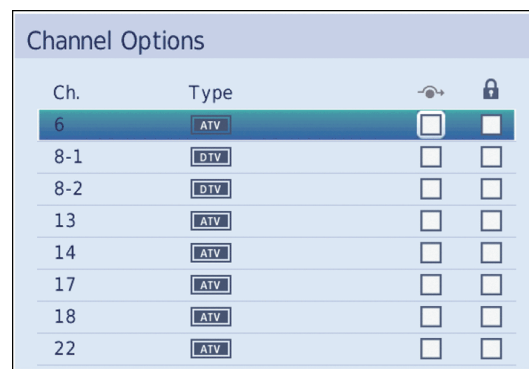 Channel Options
Ch. Type
6 ATV
8-1 DTV
8-2 DTV
13 ATV
14 ATV
17 ATV
18 ATV
22 ATV